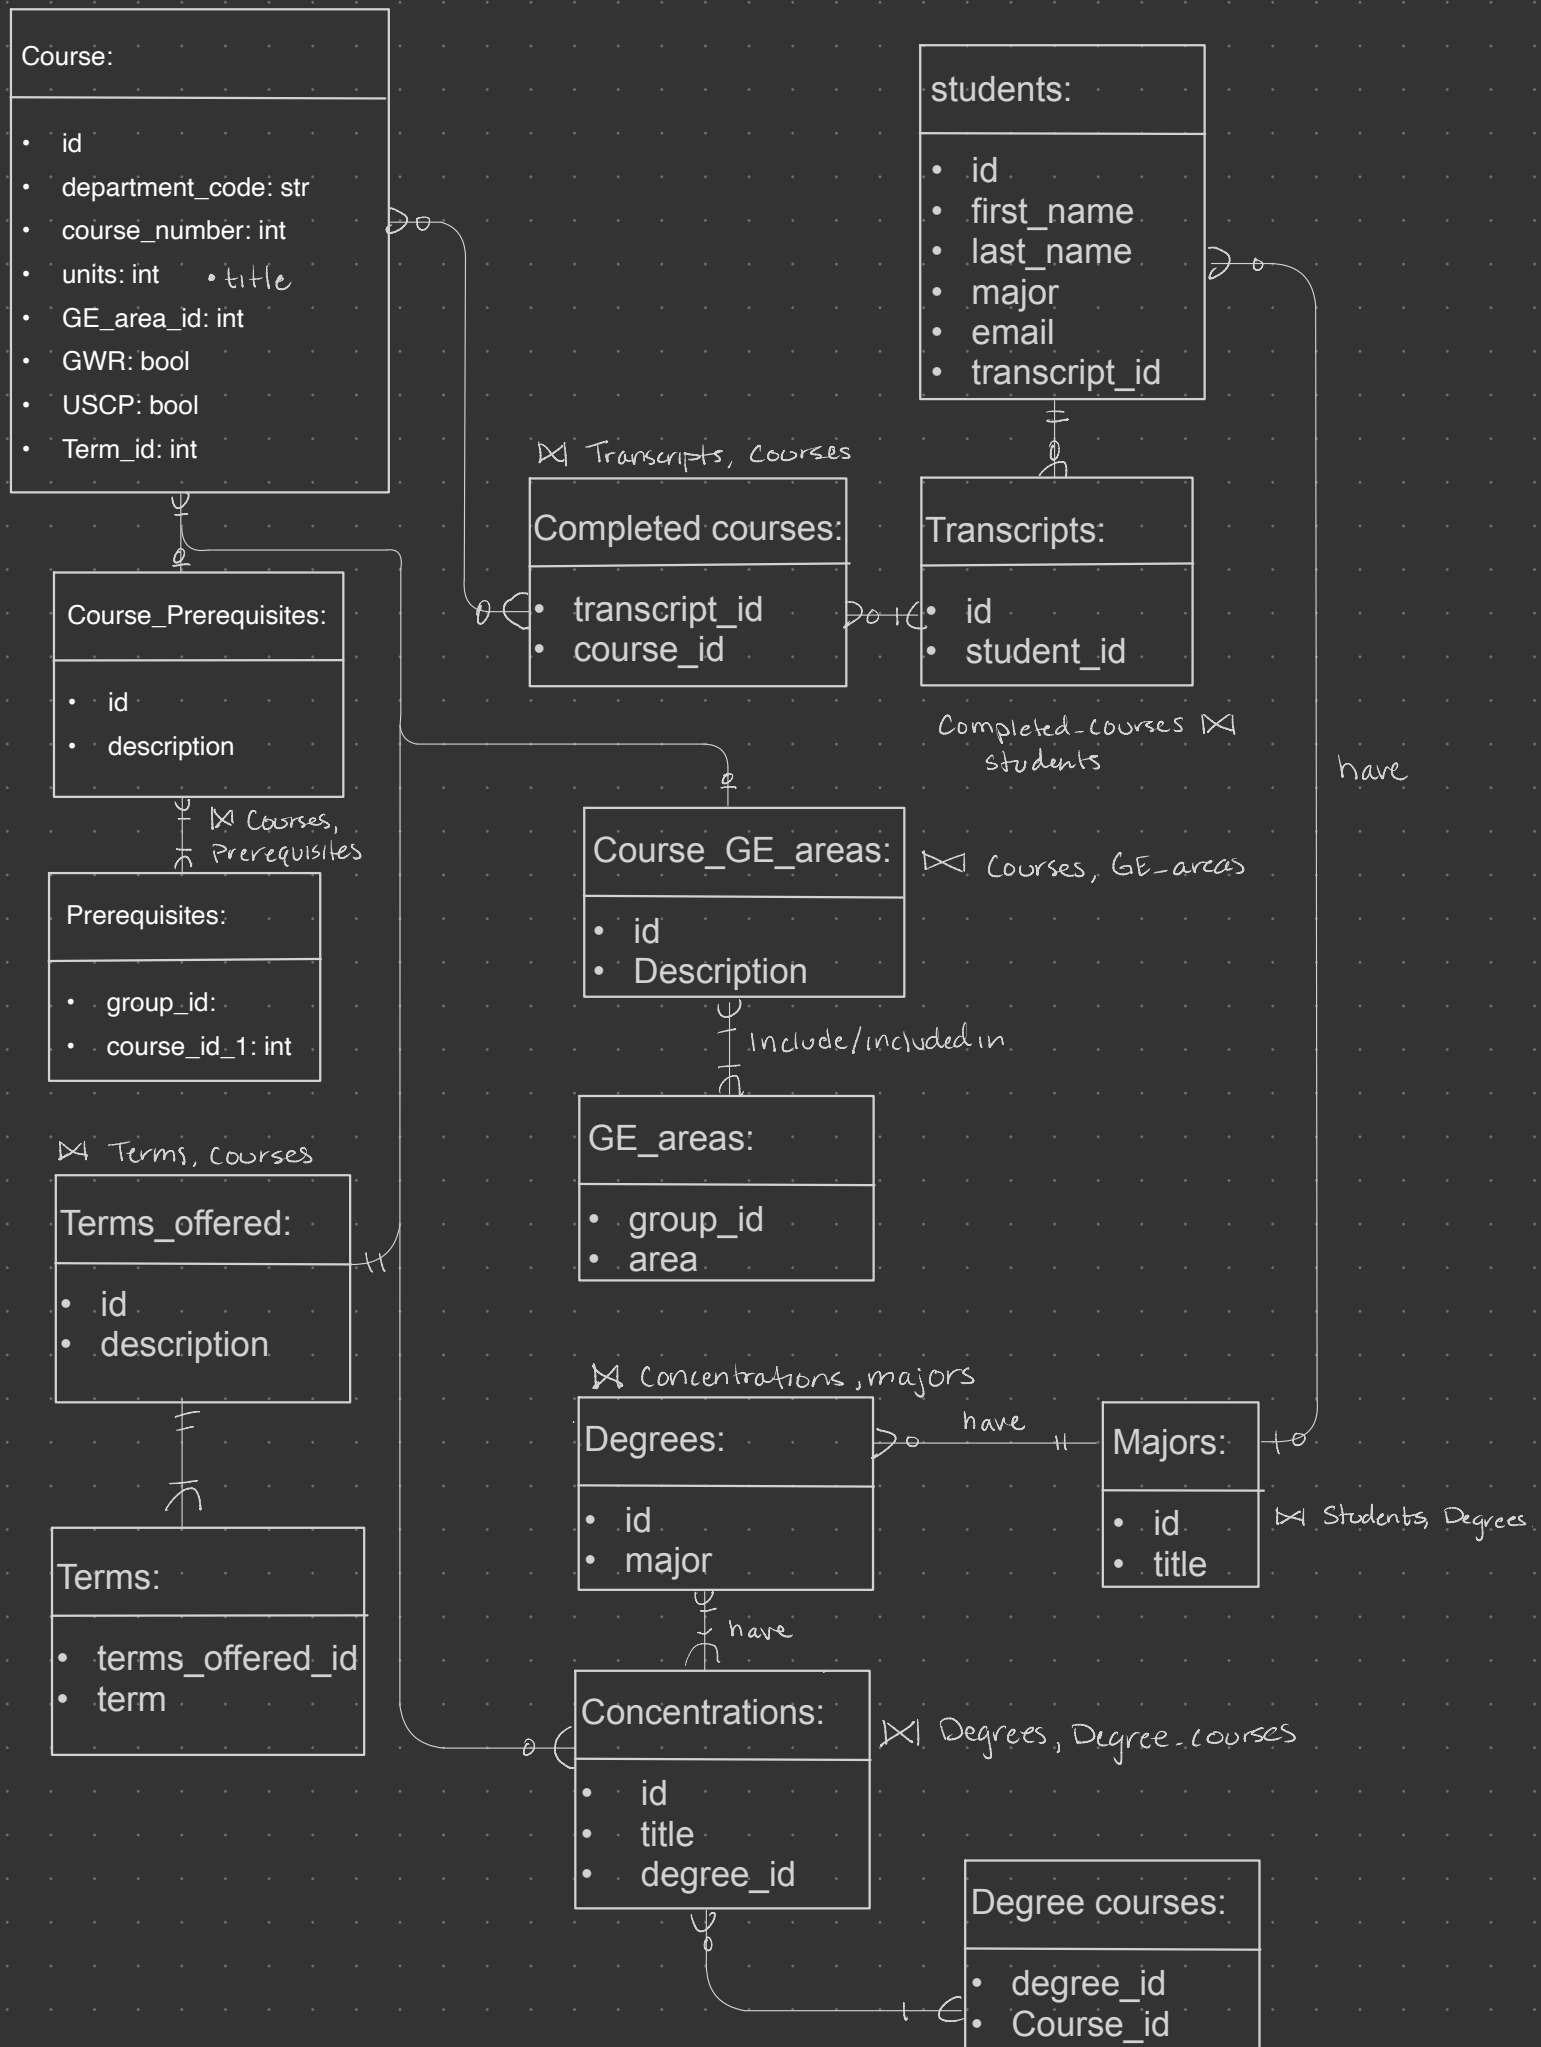 Course:
• id
• department_code: str
• course_number: int
• units: int • title
• GE_area_id: int
• GWR: bool
• USCP: bool
• Term_id: int
students:
• id
• first_name
• last_name
• major
• email
• transcript_id
⋈ Transcripts, Courses
Completed courses:
• transcript_id
• course_id
Transcripts:
• id
• student_id
Completed_courses ⋈
students
have
Course_Prerequisites:
• id
• description
⋈ Courses,
Prerequisites
Prerequisites:
• group_id:
• course_id_1: int
Course_GE_areas:
• id
• Description
⋈ Courses, GE_areas
Include/included in
GE_areas:
• group_id
• area
⋈ Terms, courses
Terms_offered:
• id
• description
Terms:
• terms_offered_id
• term
⋈ Concentrations, majors
Degrees:
• id
• major
have
Majors:
• id
• title
⋈ Students, Degrees
have
Concentrations:
• id
• title
• degree_id
⋈ Degrees, Degree_courses
Degree courses:
• degree_id
• Course_id